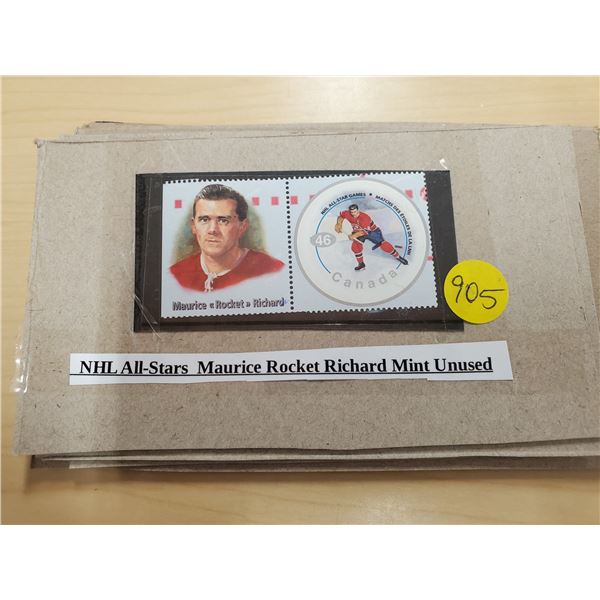 NHL ALL-STAR GAMES • MATCHS DES ÉTOILES DE LA LNH
46
Canada
Maurice « Rocket » Richard
905
NHL All-Stars Maurice Rocket Richard Mint Unused